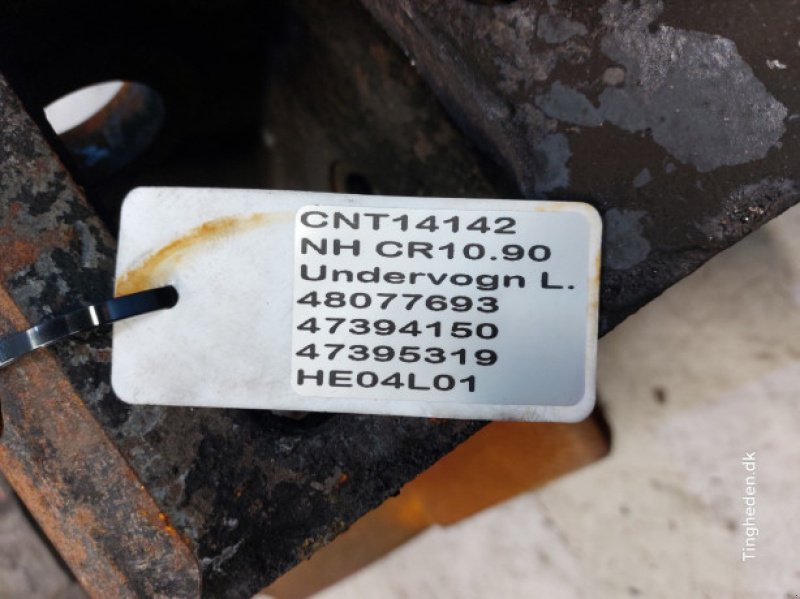 CNT14142
NH CR10.90
Undervogn L.
48077693
47394150
47395319
HE04L01
Tingheden.dk